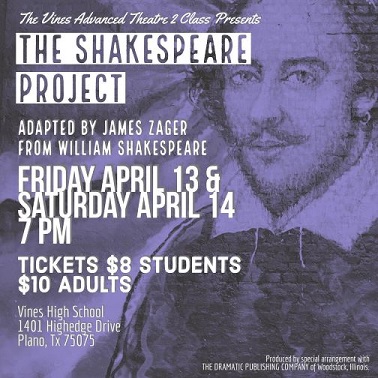 The Vines Advanced Theatre 2 Class Presents
THE SHAKESPEARE
PROJECT
ADAPTED BY JAMES ZAGER
FROM WILLIAM SHAKESPEARE
FRIDAY APRIL 13 &
SATURDAY APRIL 14
7 PM
TICKETS $8 STUDENTS
$10 ADULTS
Vines High School
1401 Highedge Drive
Plano, Tx 75075
Produced by special arrangement with
THE DRAMATIC PUBLISHING COMPANY of Woodstock, Illinois.